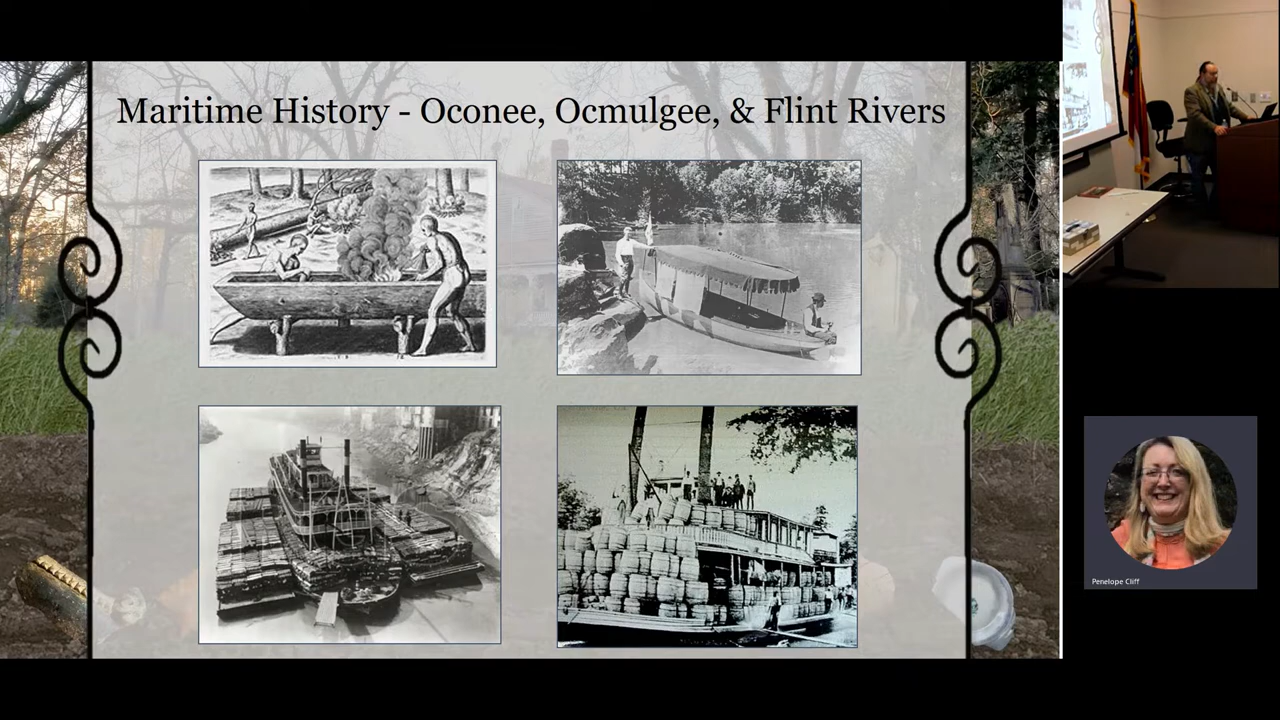 Maritime History - Oconee, Ocmulgee, & Flint Rivers
Penelope Cliff